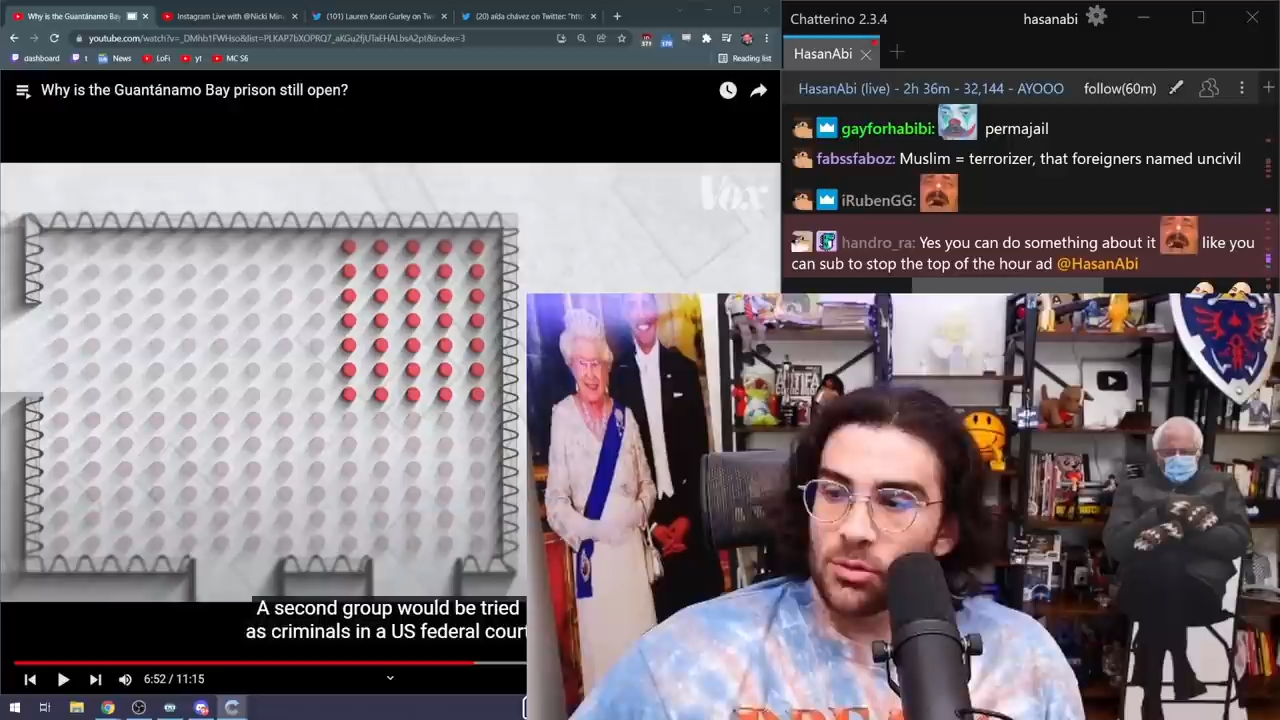 Why is the Guantánamo Bay
Instagram Live with @Nicki Min
(101) Lauren Kaori Gurley on Tw
(20) aída chávez on Twitter: "htt
youtube.com/watch?v=_DMhb1FWHso&list=PLKAP7bXOPRQ7_aKGu2fjUTaEHALbsA2pt&index=3
dashboard
t
News
LoFi
yt
MC S6
Reading list
Why is the Guantánamo Bay prison still open?
Vox
A second group would be tried
as criminals in a US federal court
6:52 / 11:15
Chatterino 2.3.4
hasanabi
HasanAbi
HasanAbi (live) - 2h 36m - 32,144 - AYOOO
follow(60m)
gayforhabibi: permajail
fabssfaboz: Muslim = terrorizer, that foreigners named uncivil
iRubenGG:
handro_ra: Yes you can do something about it like you
can sub to stop the top of the hour ad @HasanAbi
ANTIFA